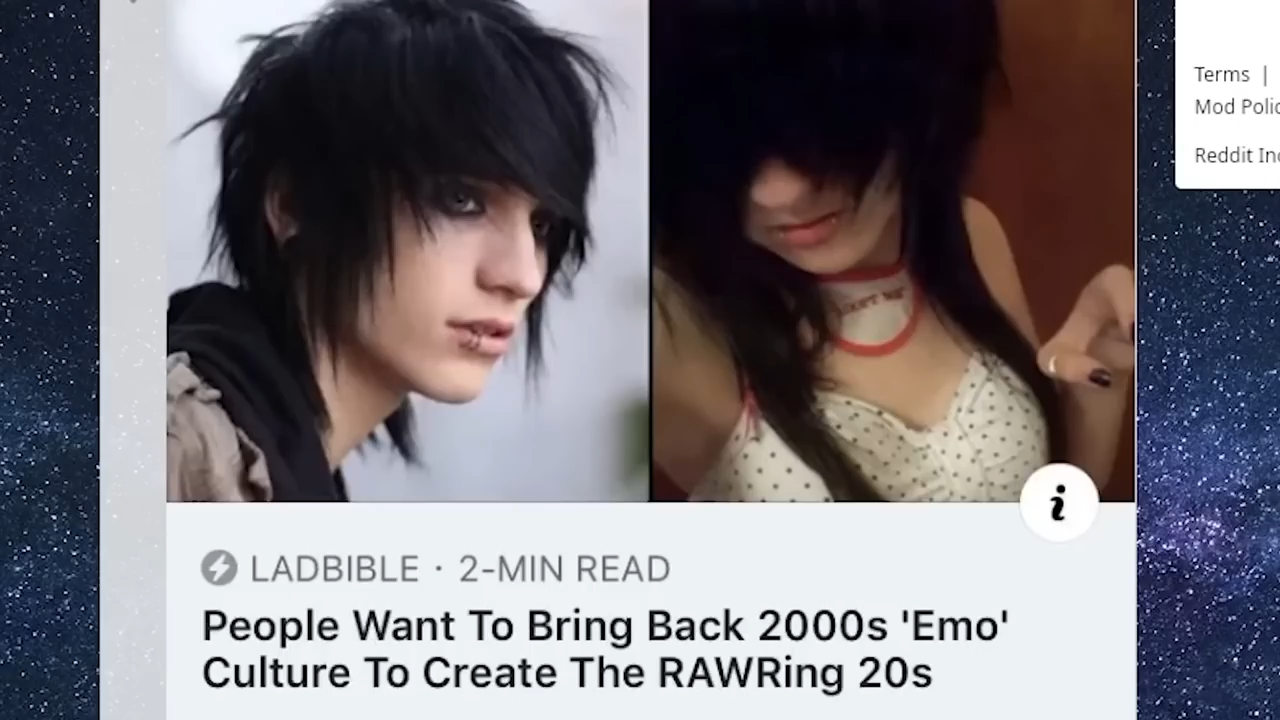 Terms |
Mod Polic
Reddit Inc
LADBIBLE · 2-MIN READ
People Want To Bring Back 2000s 'Emo'
Culture To Create The RAWRing 20s